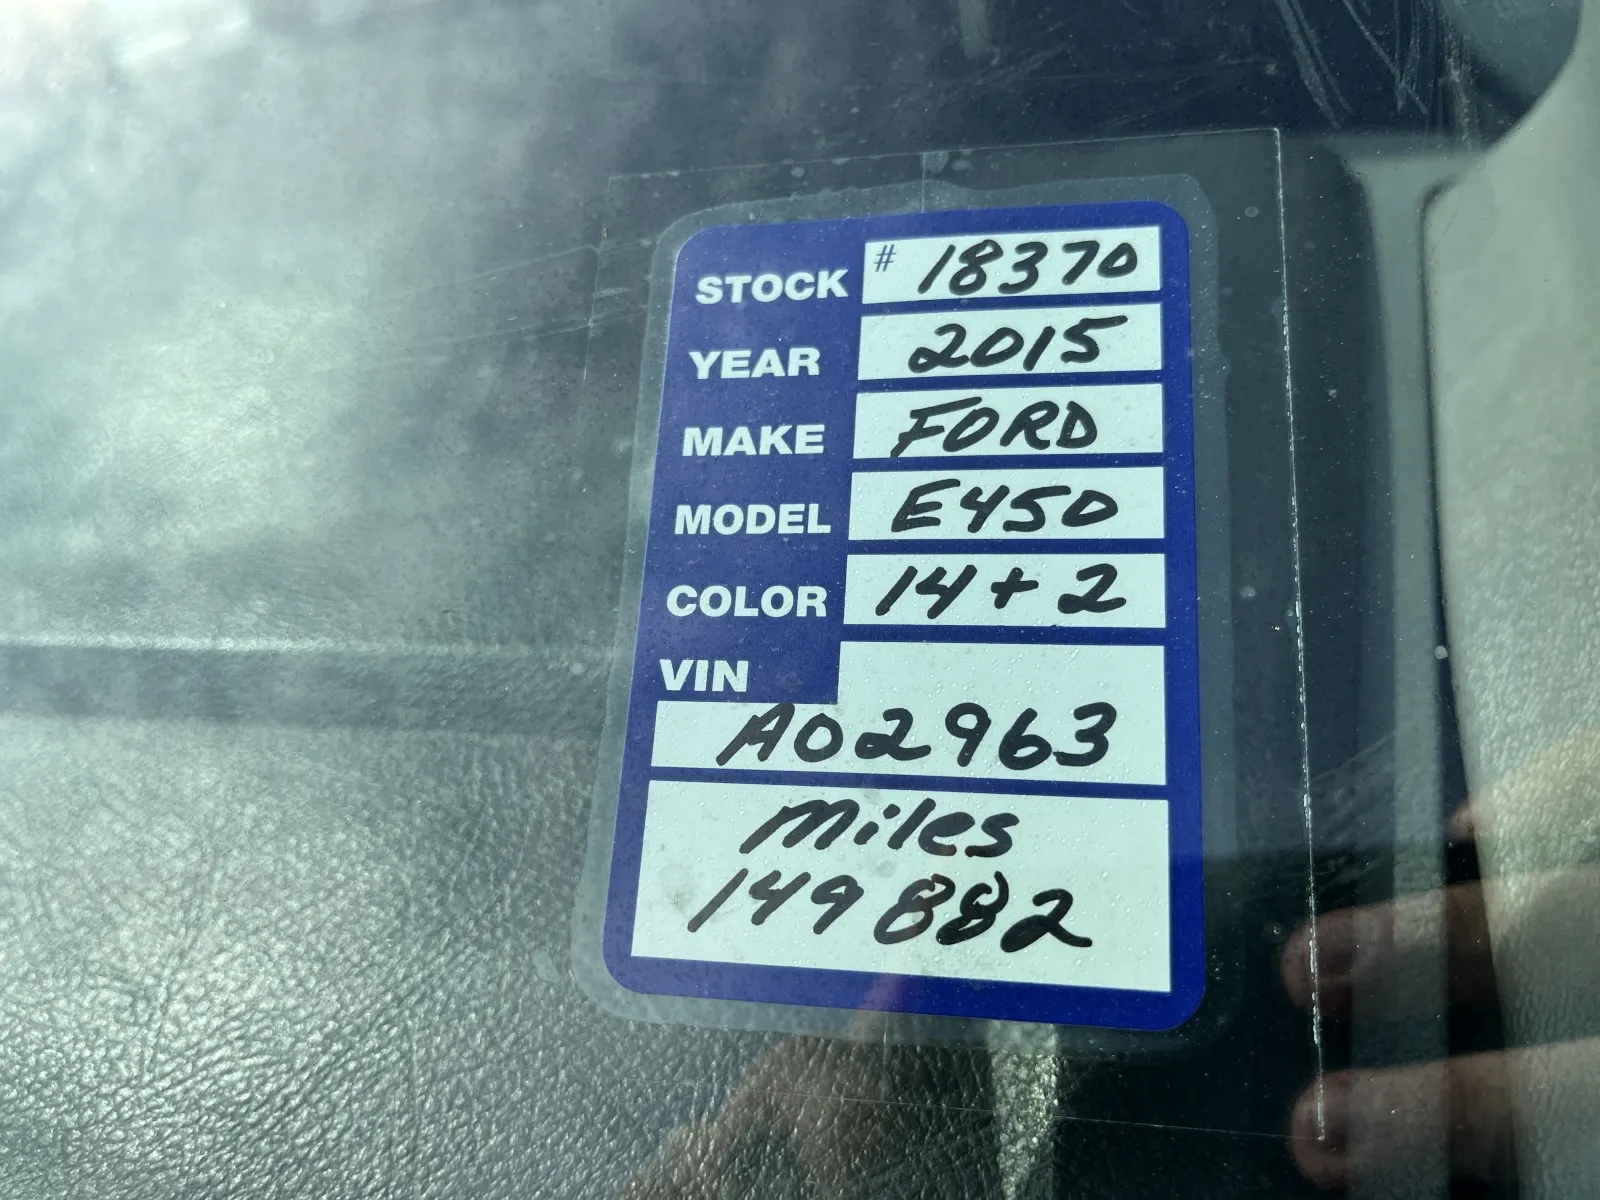 STOCK # 18370
YEAR 2015
MAKE FORD
MODEL E450
COLOR 14 + 2
VIN
A02963
miles
149882